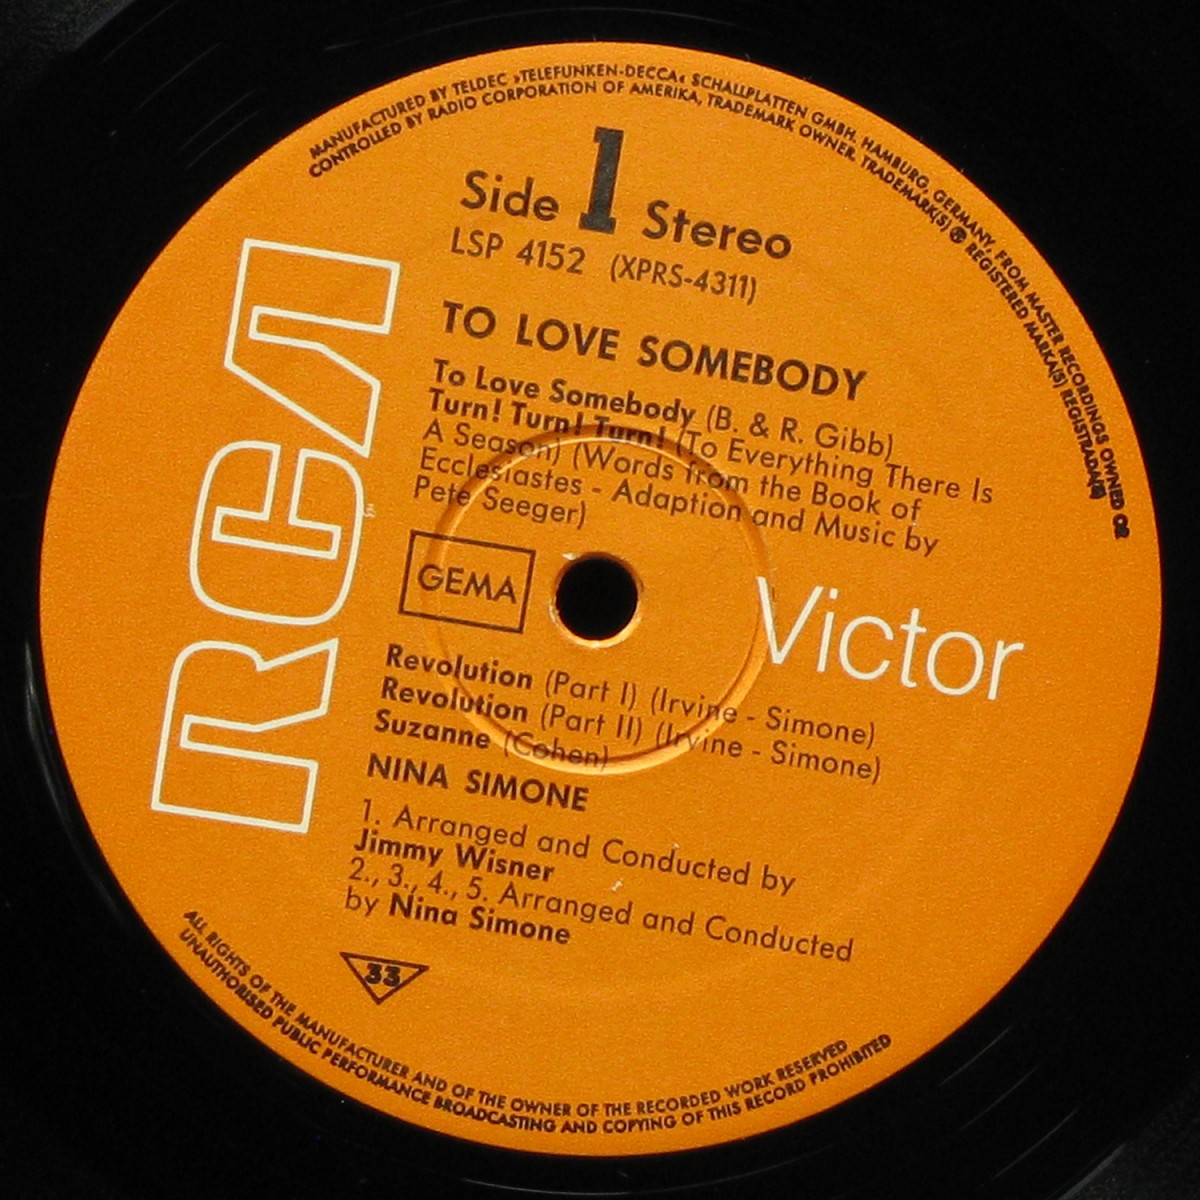 MANUFACTURED BY TELDEC »TELEFUNKEN-DECCA« SCHALLPLATTEN GMBH, HAMBURG, GERMANY, FROM MASTER RECORDINGS OWNED OR
CONTROLLED BY RADIO CORPORATION OF AMERIKA, TRADEMARK OWNER. TRADEMARK(S) ® REGISTERED MARKA(S) REGISTRADA(S)
Side 1 Stereo
LSP 4152 (XPRS-4311)
RCA
TO LOVE SOMEBODY
To Love Somebody (B. & R. Gibb)
Turn! Turn! Turn! (To Everything There Is
A Season) (Words from the Book of
Ecclesiastes - Adaption and Music by
Pete Seeger)
GEMA
Victor
Revolution (Part I) (Irvine - Simone)
Revolution (Part II) (Irvine - Simone)
Suzanne (Cohen)
NINA SIMONE
1. Arranged and Conducted by
Jimmy Wisner
2., 3., 4., 5. Arranged and Conducted
by Nina Simone
33
ALL RIGHTS OF THE MANUFACTURER AND OF THE OWNER OF THE RECORDED WORK RESERVED
UNAUTHORISED PUBLIC PERFORMANCE BROADCASTING AND COPYING OF THIS RECORD PROHIBITED